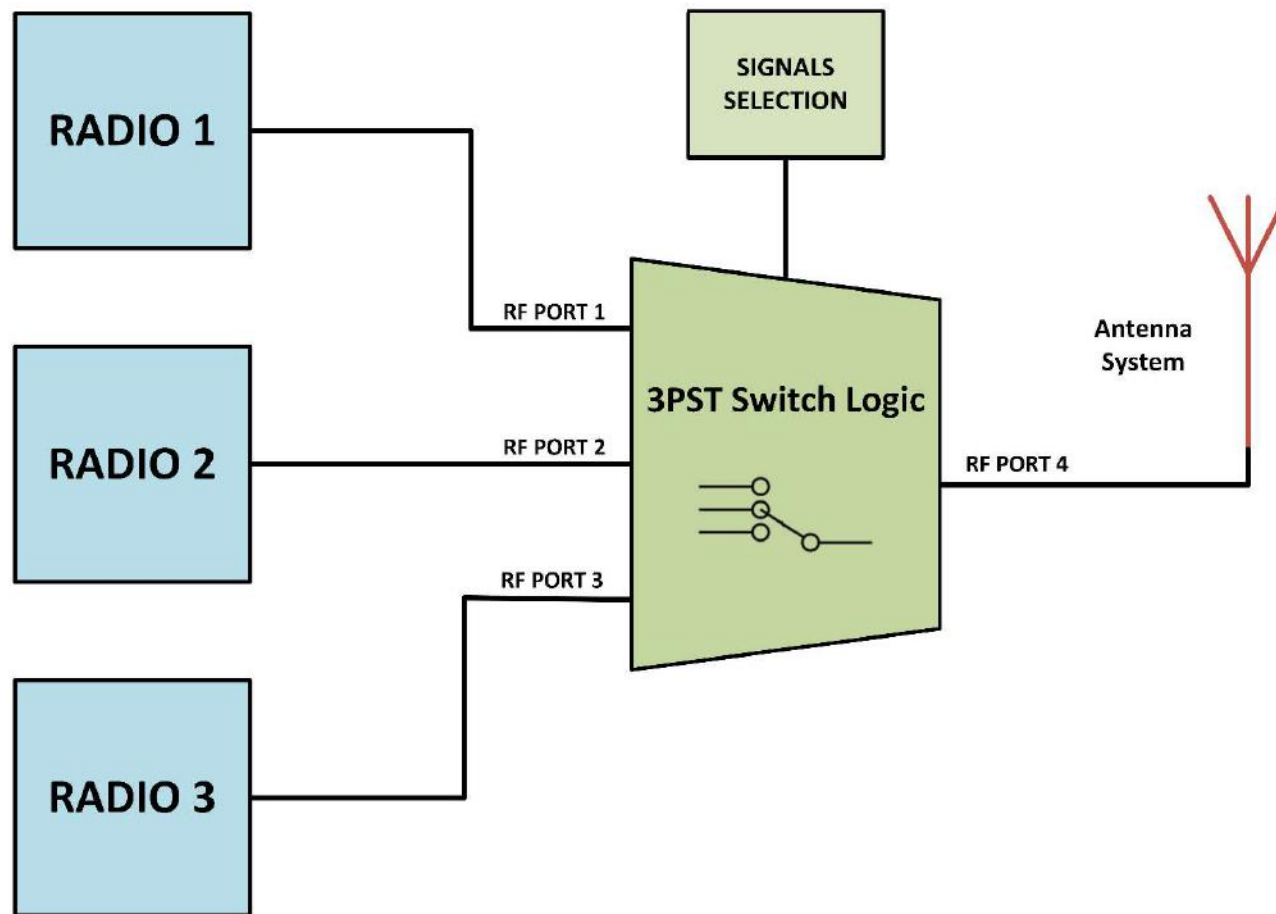 RADIO 1
SIGNALS
SELECTION
RF PORT 1
Antenna
System
3PST Switch Logic
RADIO 2
RF PORT 2
RF PORT 4
RF PORT 3
RADIO 3